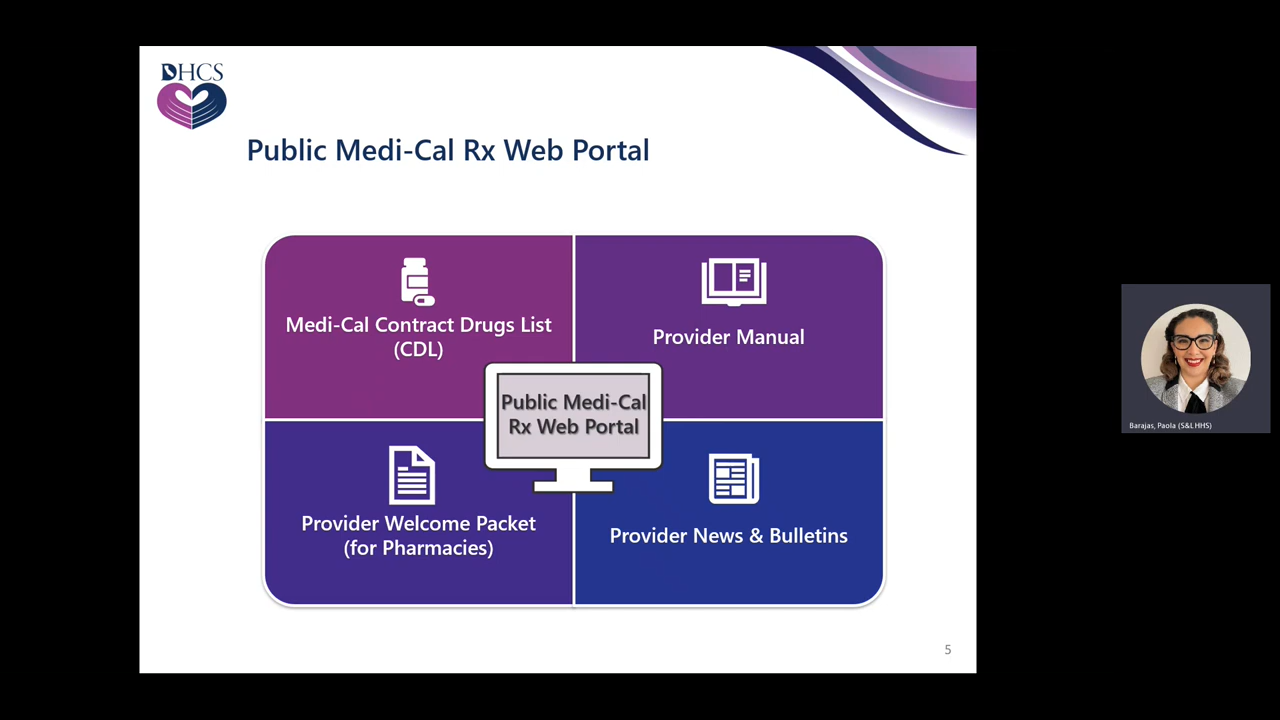 DHCS
Public Medi-Cal Rx Web Portal
Medi-Cal Contract Drugs List
(CDL)
Provider Manual
Public Medi-Cal
Rx Web Portal
Provider Welcome Packet
(for Pharmacies)
Provider News & Bulletins
5
Barajas, Paola (S&L HHS)